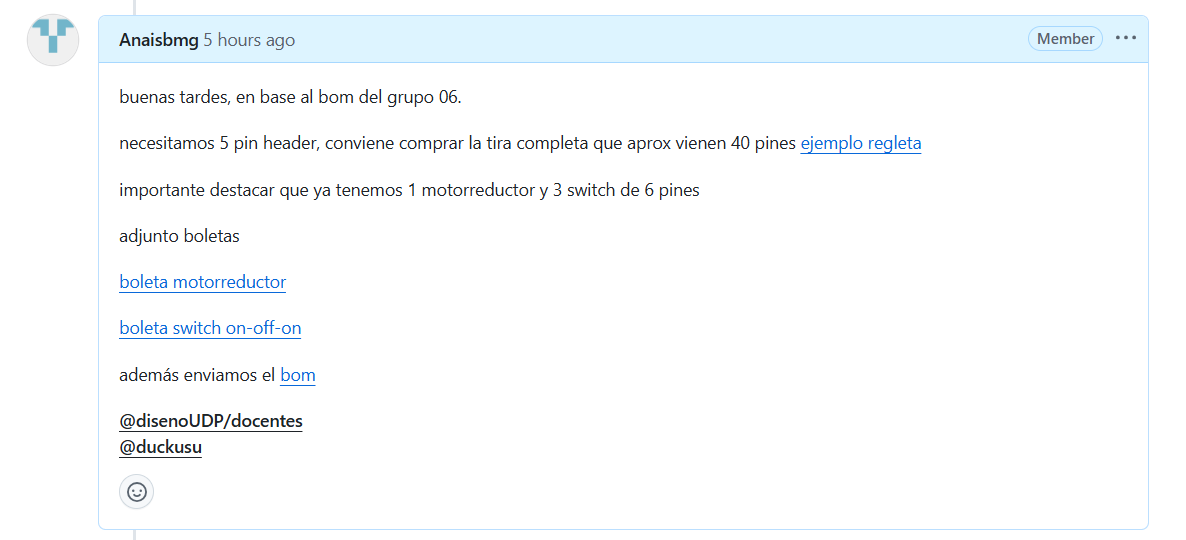 Anaisbmg 5 hours ago
Member
buenas tardes, en base al bom del grupo 06.
necesitamos 5 pin header, conviene comprar la tira completa que aprox vienen 40 pines ejemplo regleta
importante destacar que ya tenemos 1 motorreductor y 3 switch de 6 pines
adjunto boletas
boleta motorreductor
boleta switch on-off-on
además enviamos el bom
@disenoUDP/docentes
@duckusu